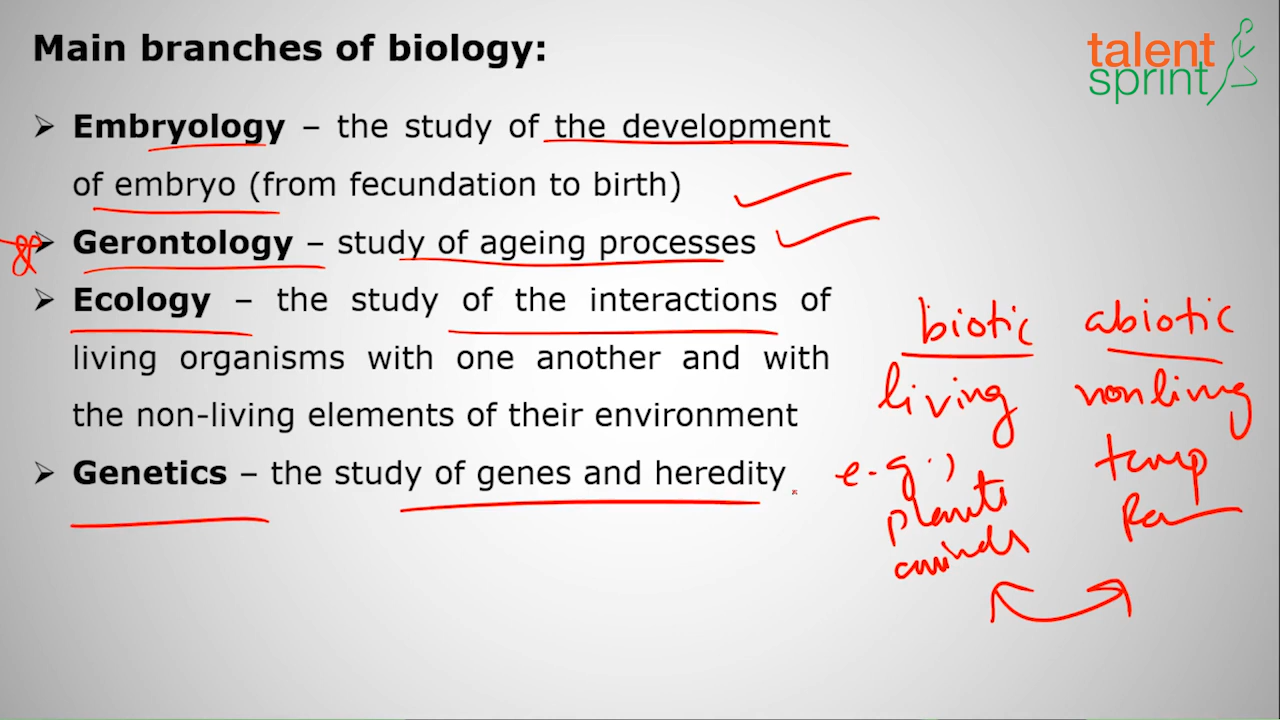 Main branches of biology:
talent
sprint
➢ Embryology – the study of the development
of embryo (from fecundation to birth)
➢ Gerontology – study of ageing processes
➢ Ecology – the study of the interactions of
living organisms with one another and with
the non-living elements of their environment
➢ Genetics – the study of genes and heredity
biotic abiotic
living nonliving
e.g., temp
plants
animals